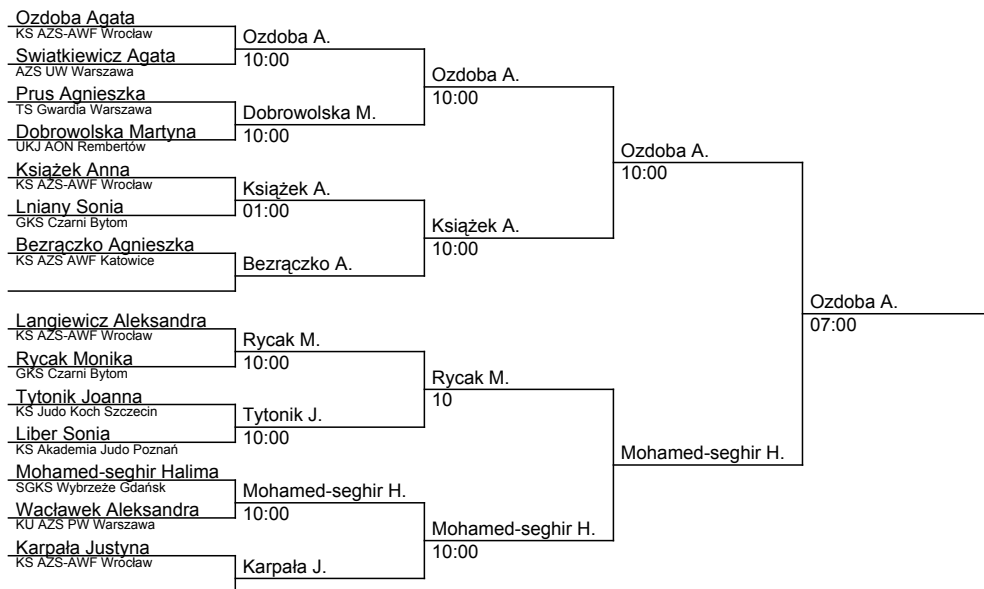 Ozdoba Agata
KS AZS-AWF Wrocław
Swiatkiewicz Agata
AZS UW Warszawa
Prus Agnieszka
TS Gwardia Warszawa
Dobrowolska Martyna
UKJ AON Rembertów
Książek Anna
KS AZS-AWF Wrocław
Lniany Sonia
GKS Czarni Bytom
Bezrączko Agnieszka
KS AZS AWF Katowice
Langiewicz Aleksandra
KS AZS-AWF Wrocław
Rycak Monika
GKS Czarni Bytom
Tytonik Joanna
KS Judo Koch Szczecin
Liber Sonia
KS Akademia Judo Poznań
Mohamed-seghir Halima
SGKS Wybrzeże Gdańsk
Wacławek Aleksandra
KU AZS PW Warszawa
Karpała Justyna
KS AZS-AWF Wrocław
Ozdoba A.
10:00
Dobrowolska M.
10:00
Książek A.
01:00
Bezrączko A.
Rycak M.
10:00
Tytonik J.
10:00
Mohamed-seghir H.
10:00
Karpała J.
Ozdoba A.
10:00
Książek A.
10:00
Rycak M.
10
Mohamed-seghir H.
10:00
Ozdoba A.
10:00
Mohamed-seghir H.
Ozdoba A.
07:00